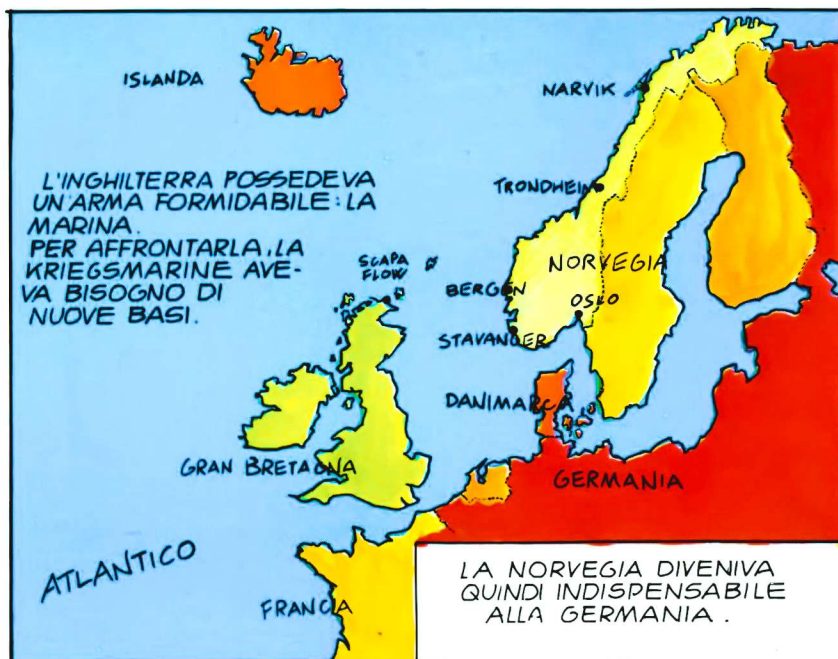 ISLANDA
NARVIK
L'INGHILTERRA POSSEDEVA
UN'ARMA FORMIDABILE: LA
MARINA.
PER AFFRONTARLA, LA
KRIEGSMARINE AVE-
VA BISOGNO DI
NUOVE BASI.
TRONDHEIM
SCAPA
FLOW
NORVEGIA
BERGEN
OSLO
STAVANGER
DANIMARCA
GRAN BRETAGNA
GERMANIA
ATLANTICO
FRANCIA
LA NORVEGIA DIVENIVA
QUINDI INDISPENSABILE
ALLA GERMANIA.